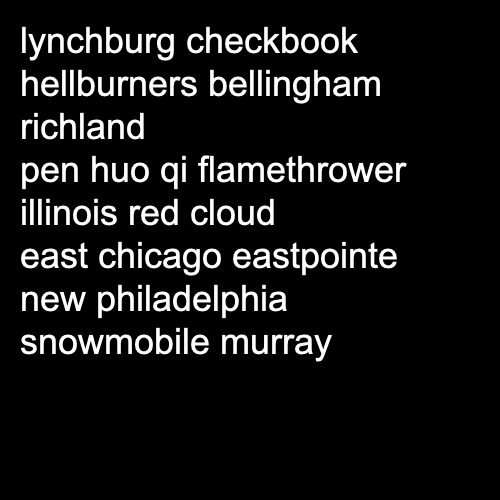 lynchburg checkbook
hellburners bellingham
richland
pen huo qi flamethrower
illinois red cloud
east chicago eastpointe
new philadelphia
snowmobile murray